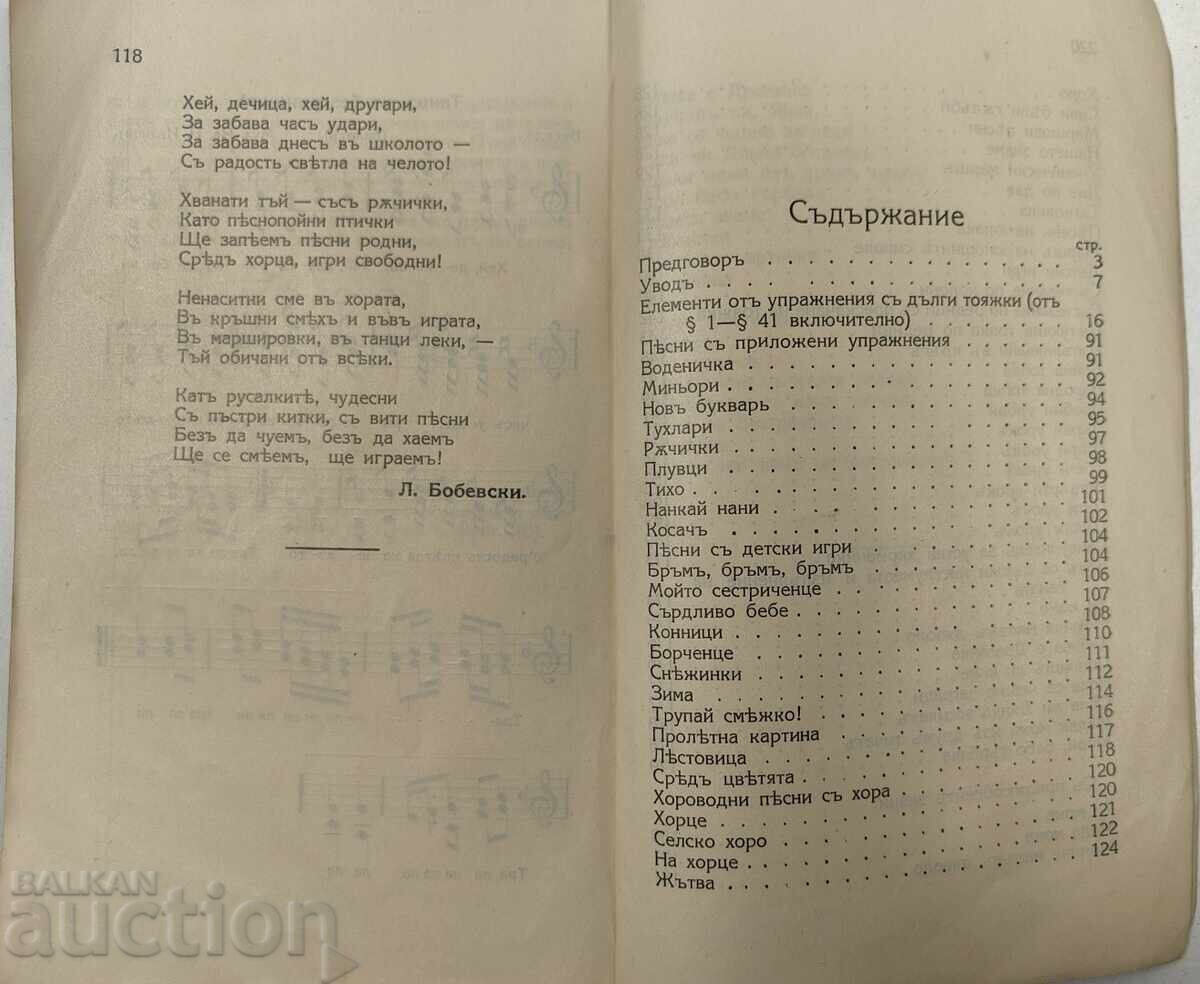 118
Хей, дечица, хей, другари,
За забава часъ удари,
За забава днесъ въ школото —
Съ радость свѣтла на челото!
Хванати тъй — съсъ рѫчички,
Като пѣснопойни птички
Ще запѣемъ пѣсни родни,
Срѣдъ хорца, игри свободни!
Ненаситни сме въ хората,
Въ кръшни смѣхъ и във​ъ играта,
Въ маршировки, въ танци леки, —
Тъй обичани отъ всѣки.
Катъ русалкитѣ, чудесни
Съ пъстри китки, съ вити пѣсни
Безъ да чуемъ, безъ да хаемъ
Ще се смѣемъ, ще играемъ!
Л. Бобевски.
Съдържание
стр.
Предговоръ . . . . . . 3
Уводъ . . . . . . 7
Елементи отъ упражнения съ дълги тояжки (отъ
§ 1—§ 41 включително) . . . . . . 16
Пѣсни съ приложени упражнения . . . . . . 91
Воденичка . . . . . . 91
Миньори . . . . . . 92
Новъ букварь . . . . . . 94
Тухлари . . . . . . 95
Рѫчички . . . . . . 97
Плувци . . . . . . 98
Тихо . . . . . . 99
Нанкай нани . . . . . . 101
Косачъ . . . . . . 102
Пѣсни съ детски игри . . . . . . 104
Бръмъ, бръмъ, бръмъ . . . . . . 104
Мойто сестриченце . . . . . . 106
Сърдливо бебе . . . . . . 107
Конници . . . . . . 108
Борченце . . . . . . 110
Снѣжинки . . . . . . 111
Зима . . . . . . 112
Трупай смѣжко! . . . . . . 114
Пролѣтна картина . . . . . . 116
Лѣстовица . . . . . . 117
Срѣдъ цвѣтята . . . . . . 118
Хороводни пѣсни съ хора . . . . . . 120
Хорце . . . . . . 120
Селско хоро . . . . . . 121
На хорце . . . . . . 122
Жътва . . . . . . 124
BALKAN
auction